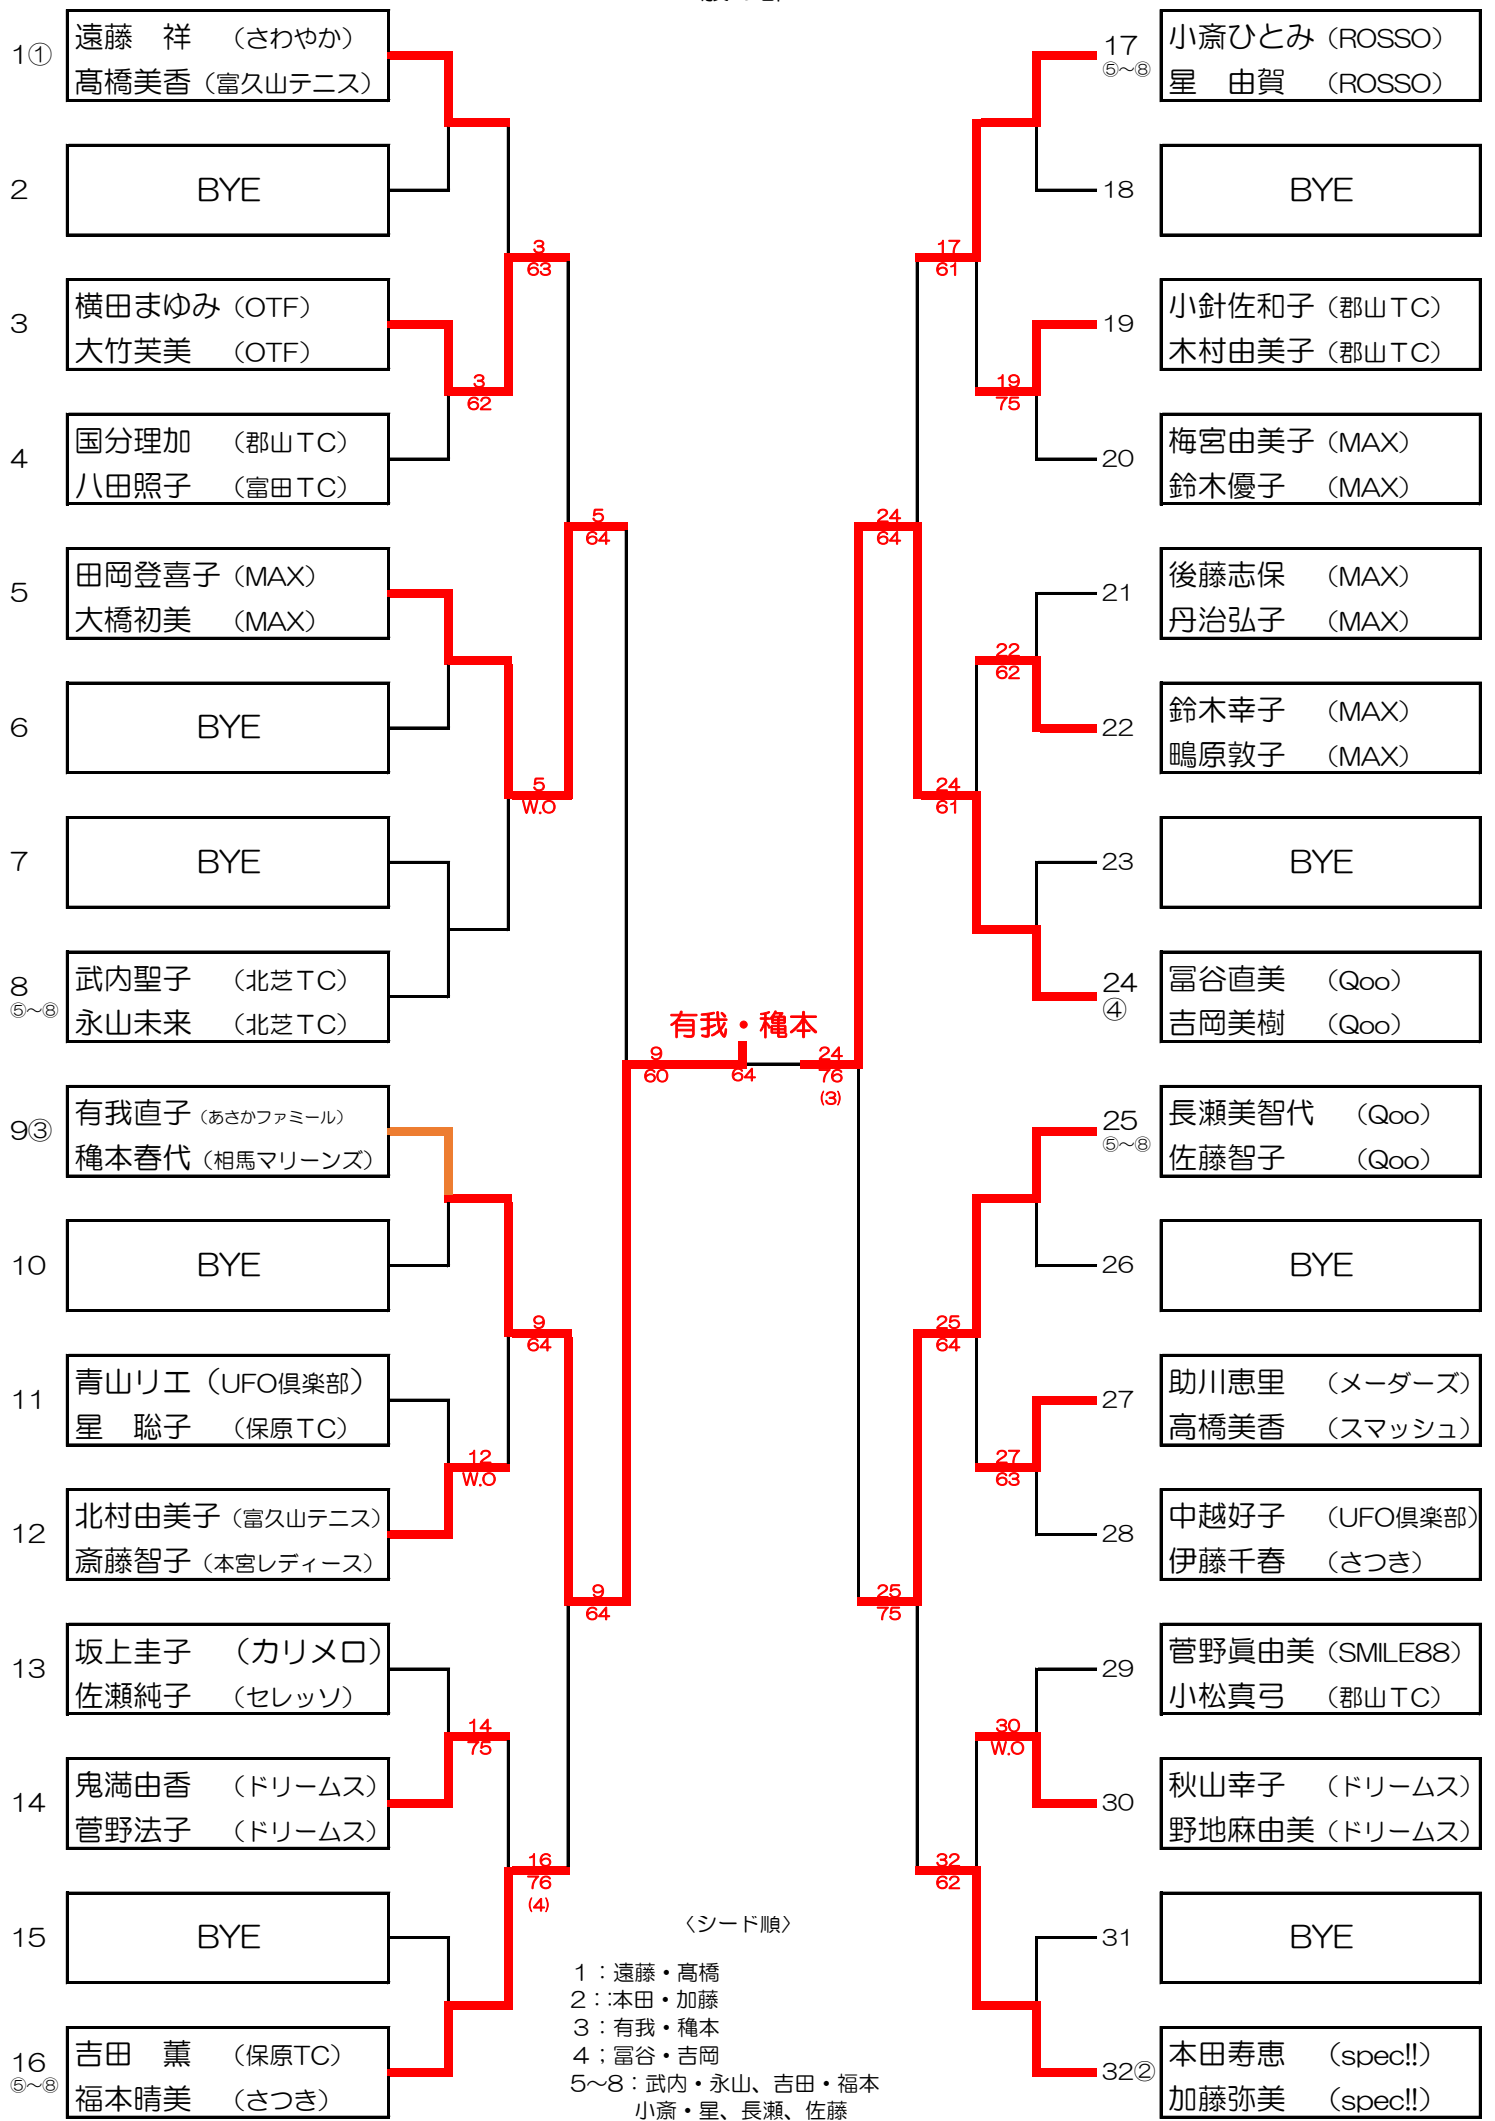 1① 遠藤　祥 （さわやか）
髙橋美香（富久山テニス）
2 BYE
3 横田まゆみ（OTF）
大竹芙美 （OTF）
4 国分理加 （郡山TC）
八田照子 （富田TC）
5 田岡登喜子（MAX）
大橋初美 （MAX）
6 BYE
7 BYE
8 武内聖子 （北芝TC）
⑤～⑧ 永山未来 （北芝TC）
9③ 有我直子（あさかファミール）
穐本春代（相馬マリーンズ）
10 BYE
11 青山リエ（UFO倶楽部）
星　聡子 （保原TC）
12 北村由美子（富久山テニス）
斎藤智子（本宮レディース）
13 坂上圭子 （カリメロ）
佐瀬純子 （セレッソ）
14 鬼満由香 （ドリームス）
菅野法子 （ドリームス）
15 BYE
16 吉田　薫 （保原TC）
⑤～⑧ 福本晴美 （さつき）
3
62
12
W.O
14
75
3
63
5
W.O
9
64
16
76
(4)
5
64
9
64
9
60
有我・穐本
64
24
76
(3)
24
64
25
75
17
61
24
61
25
64
32
62
19
75
22
62
27
63
30
W.O
17 小斎ひとみ（ROSSO）
⑤～⑧ 星　由賀 （ROSSO）
18 BYE
19 小針佐和子（郡山TC）
木村由美子（郡山TC）
20 梅宮由美子（MAX）
鈴木優子 （MAX）
21 後藤志保 （MAX）
丹治弘子 （MAX）
22 鈴木幸子 （MAX）
鴫原敦子 （MAX）
23 BYE
24 冨谷直美 （Qoo）
④ 吉岡美樹 （Qoo）
25 長瀬美智代 （Qoo）
⑤～⑧ 佐藤智子 （Qoo）
26 BYE
27 助川恵里 （メーダーズ）
高橋美香 （スマッシュ）
28 中越好子 （UFO倶楽部）
伊藤千春 （さつき）
29 菅野眞由美（SMILE88）
小松真弓 （郡山TC）
30 秋山幸子 （ドリームス）
野地麻由美（ドリームス）
31 BYE
32② 本田寿恵 （spec!!）
加藤弥美 （spec!!）
〈シード順〉
1：遠藤・髙橋
2：:本田・加藤
3：有我・穐本
4；冨谷・吉岡
5～8：武内・永山、吉田・福本
小斎・星、長瀬、佐藤